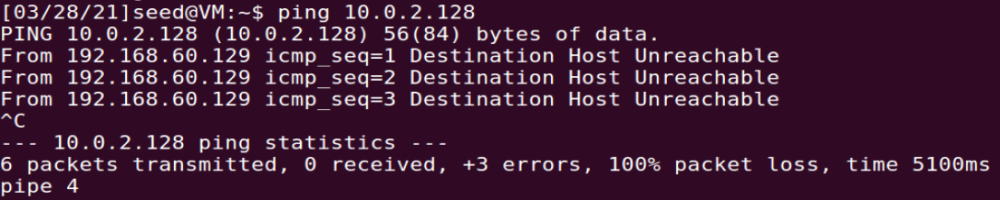 [03/28/21]seed@VM:~$ ping 10.0.2.128
PING 10.0.2.128 (10.0.2.128) 56(84) bytes of data.
From 192.168.60.129 icmp_seq=1 Destination Host Unreachable
From 192.168.60.129 icmp_seq=2 Destination Host Unreachable
From 192.168.60.129 icmp_seq=3 Destination Host Unreachable
^C
--- 10.0.2.128 ping statistics ---
6 packets transmitted, 0 received, +3 errors, 100% packet loss, time 5100ms
pipe 4